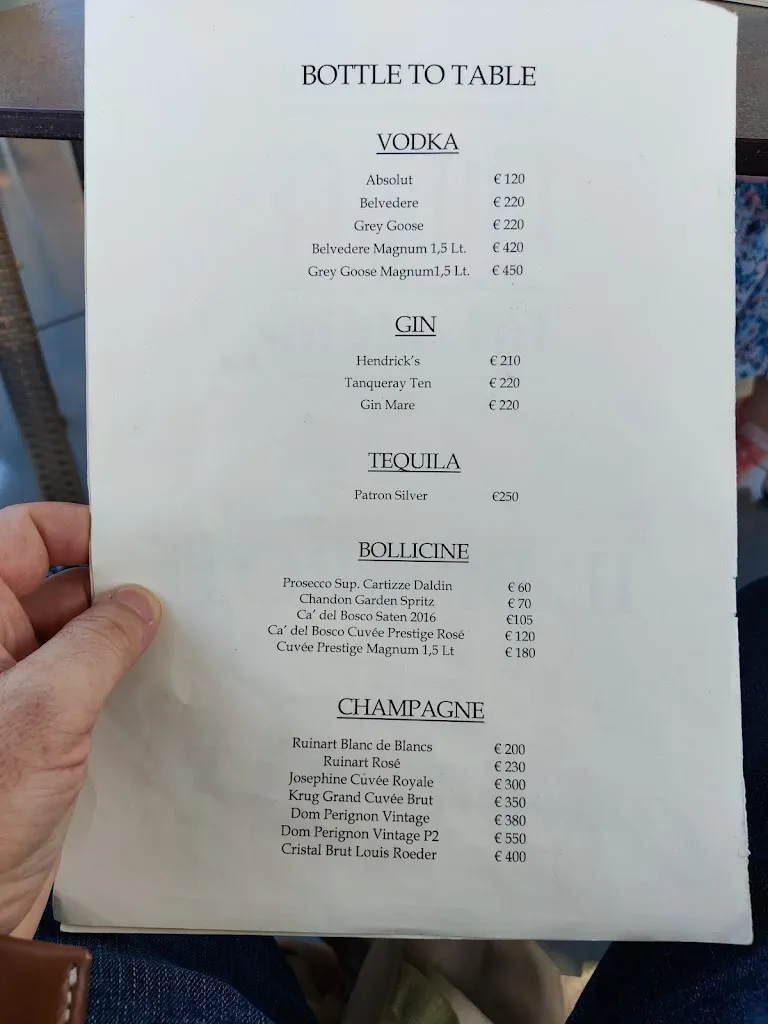 BOTTLE TO TABLE
VODKA
Absolut € 120
Belvedere € 220
Grey Goose € 220
Belvedere Magnum 1,5 Lt. € 420
Grey Goose Magnum1,5 Lt. € 450
GIN
Hendrick's € 210
Tanqueray Ten € 220
Gin Mare € 220
TEQUILA
Patron Silver €250
BOLLICINE
Prosecco Sup. Cartizze Daldin € 60
Chandon Garden Spritz € 70
Ca' del Bosco Saten 2016 €105
Ca' del Bosco Cuvée Prestige Rosé € 120
Cuvée Prestige Magnum 1,5 Lt € 180
CHAMPAGNE
Ruinart Blanc de Blancs € 200
Ruinart Rosé € 230
Josephine Cuvée Royale € 300
Krug Grand Cuvée Brut € 350
Dom Perignon Vintage € 380
Dom Perignon Vintage P2 € 550
Cristal Brut Louis Roeder € 400